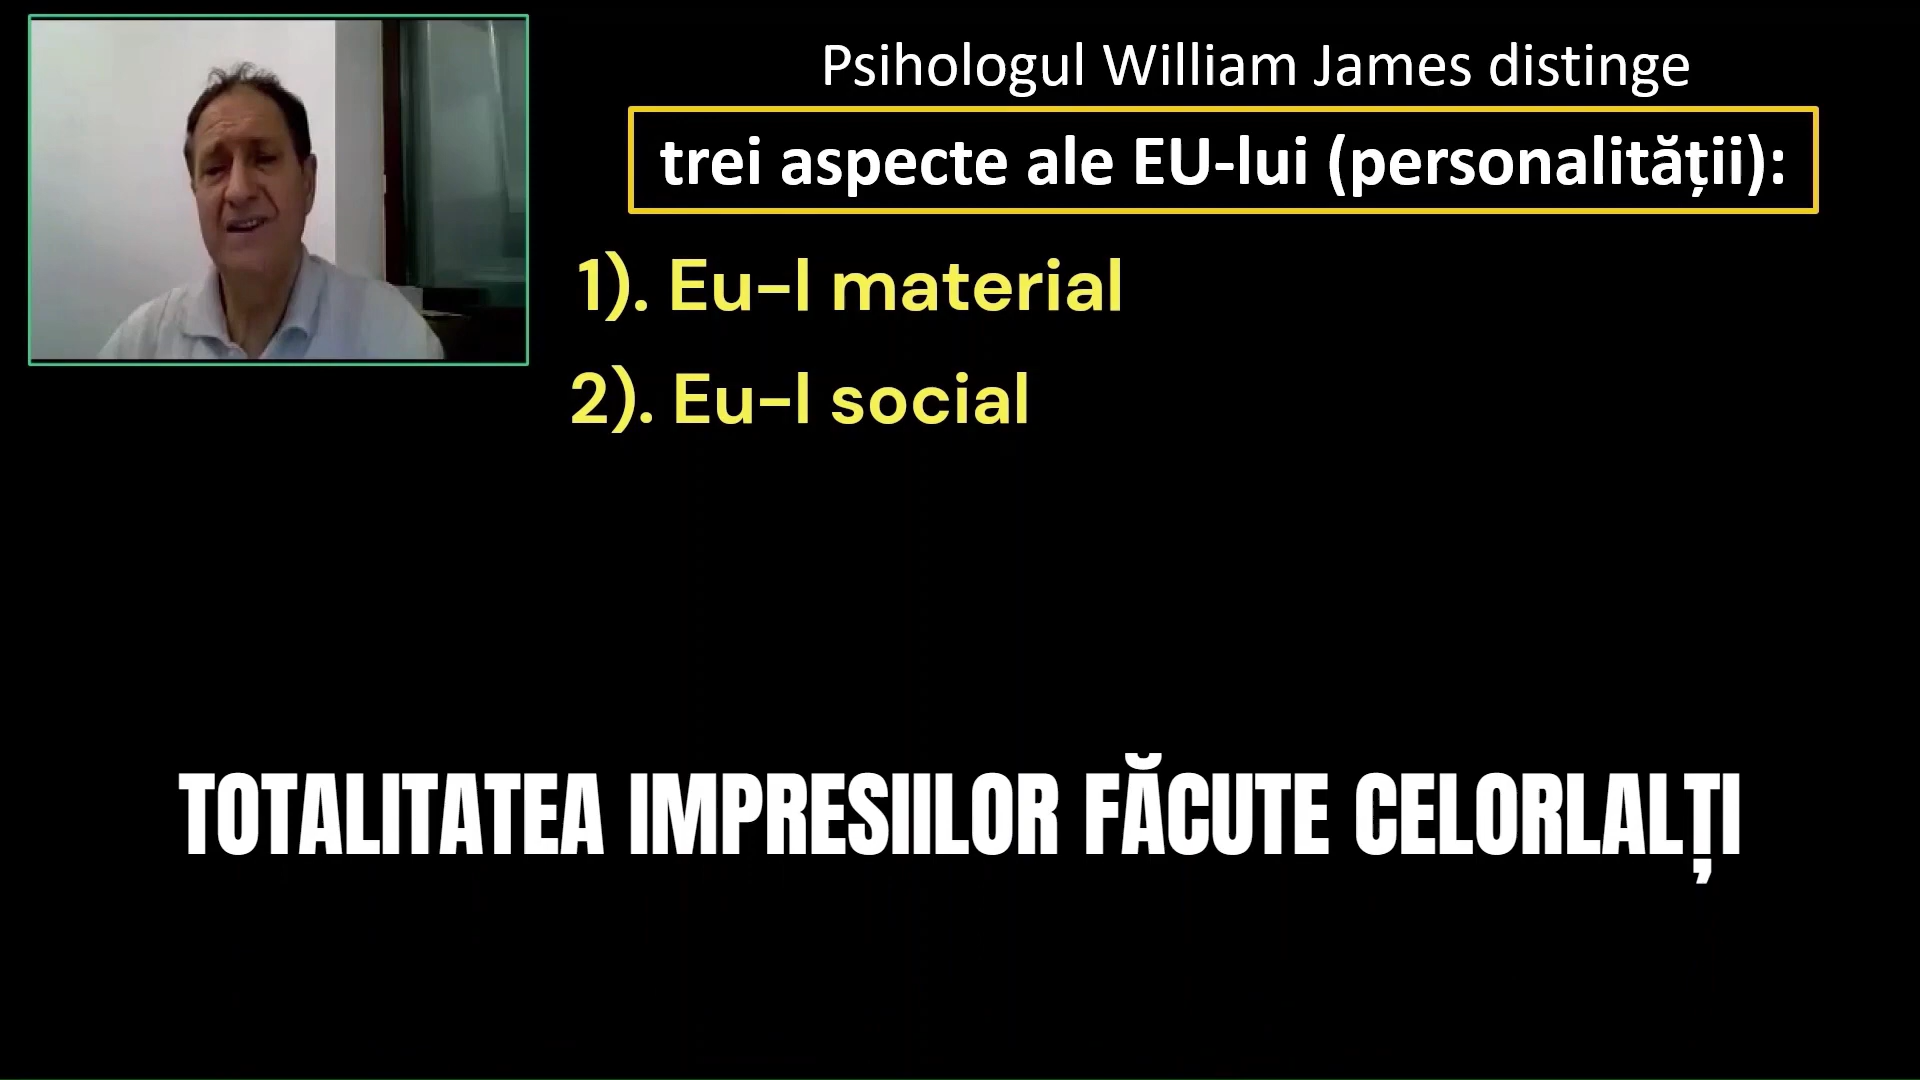 Psihologul William James distinge
trei aspecte ale EU-lui (personalității):
1). Eu-l material
2). Eu-l social
TOTALITATEA IMPRESIILOR FĂCUTE CELORLALȚI